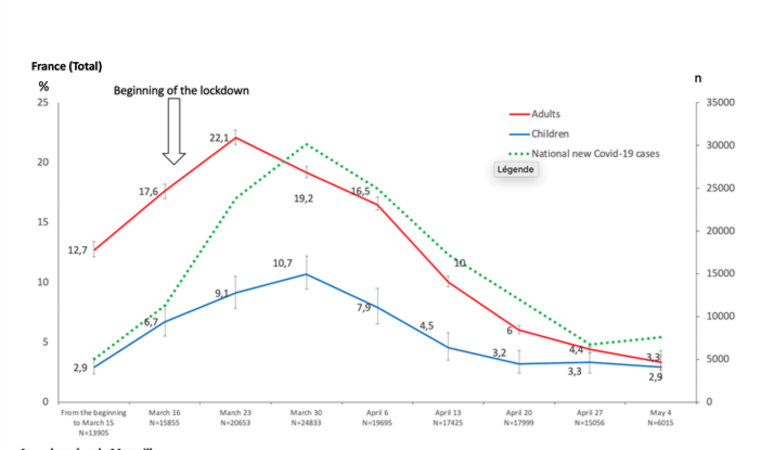 France (Total)
%
n
Beginning of the lockdown
25
20
15
10
5
0
35000
30000
25000
20000
15000
10000
5000
0
Adults
Children
National new Covid-19 cases
Légende
12,7
17,6
22,1
19,2
16,5
10
6
4,4
3,3
2,9
6,7
9,1
10,7
7,9
4,5
3,2
3,3
2,9
From the beginning
to March 15
N=13905
March 16
N=15855
March 23
N=20653
March 30
N=24833
April 6
N=19695
April 13
N=17425
April 20
N=17999
April 27
N=15056
May 4
N=6015